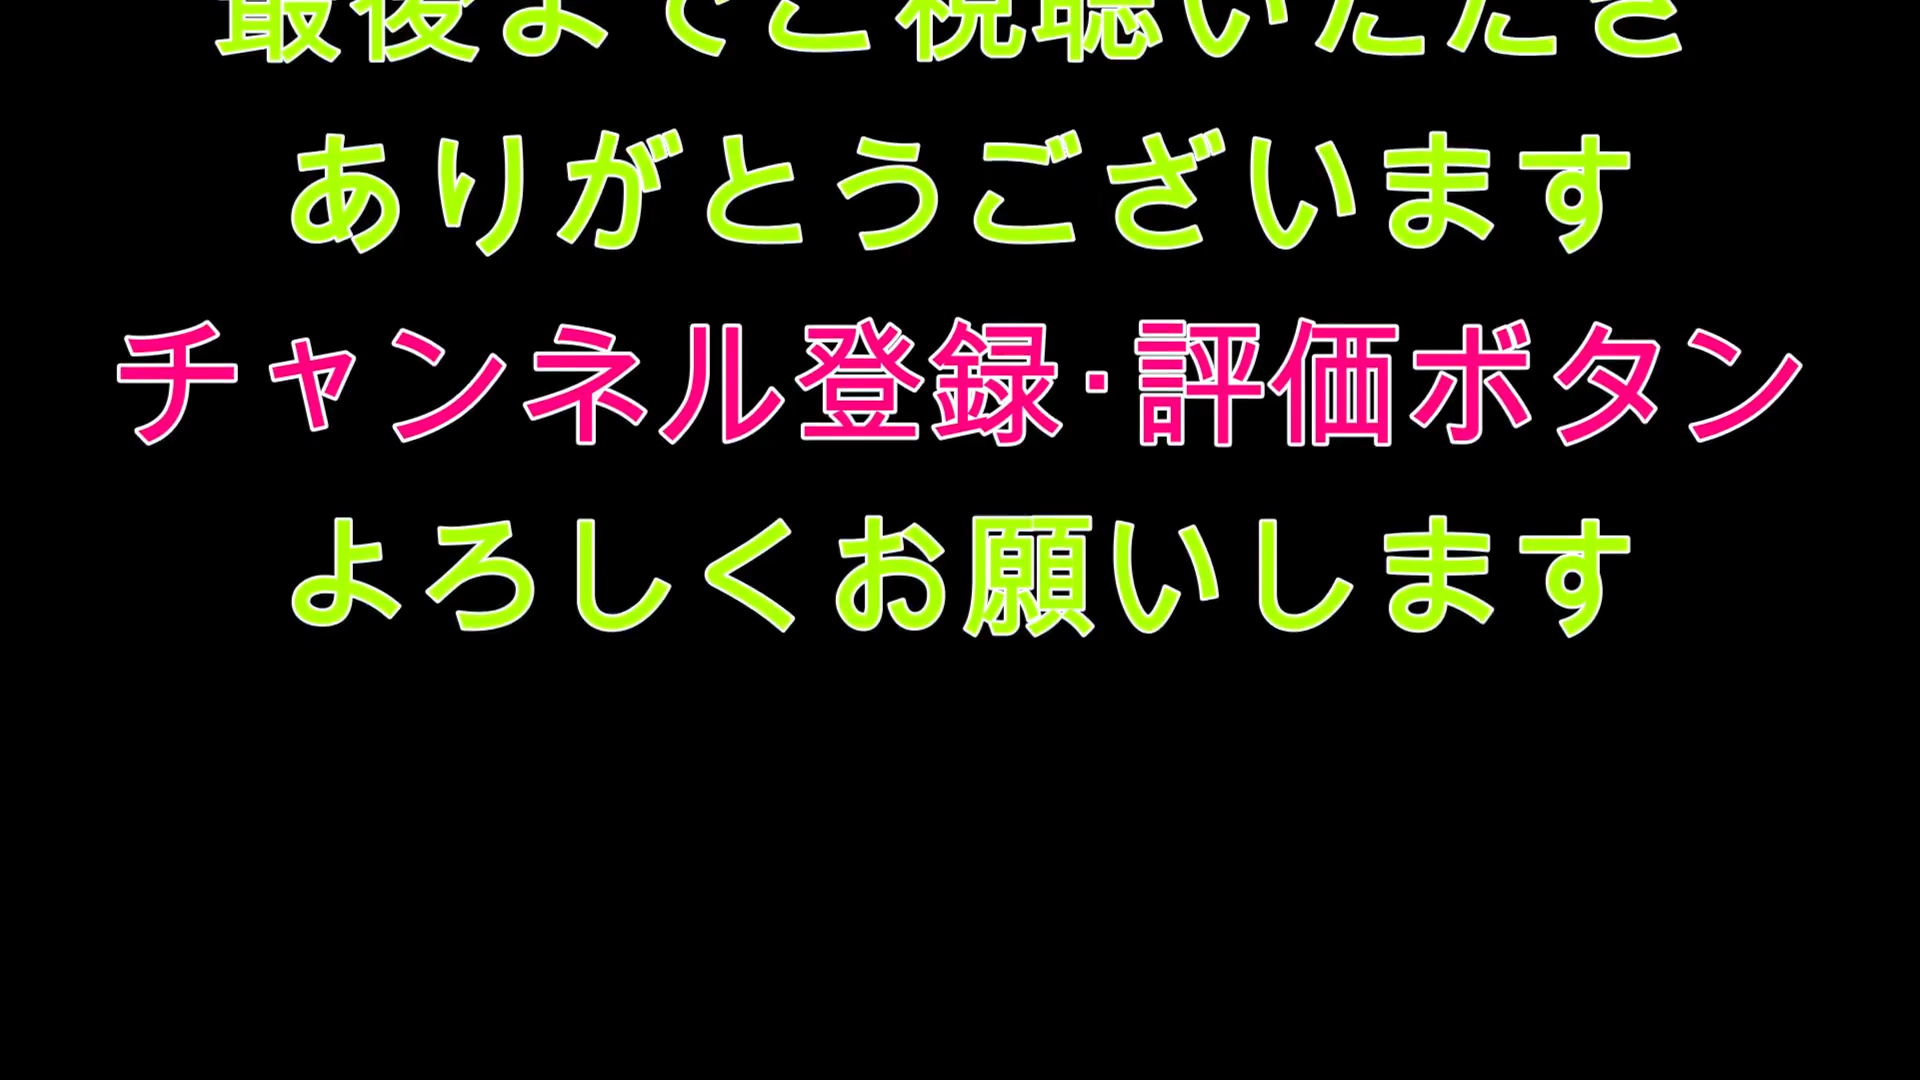 最後までご視聴いただき
ありがとうございます
チャンネル登録･評価ボタン
よろしくお願いします